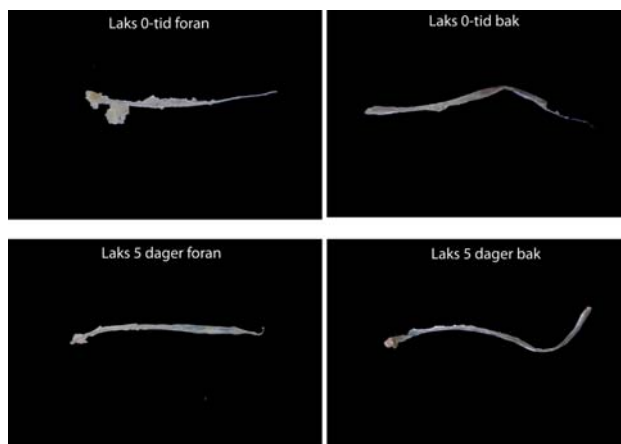 Laks 0-tid foran
Laks 0-tid bak
Laks 5 dager foran
Laks 5 dager bak